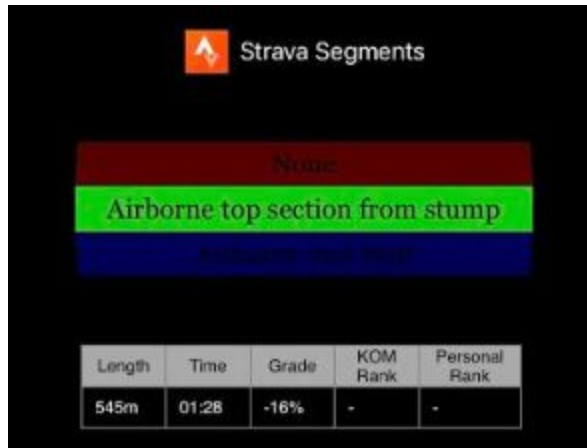 Strava Segments
None
Airborne top section from stump
Length Time Grade KOM Rank Personal Rank
545m 01:28 -16% - -